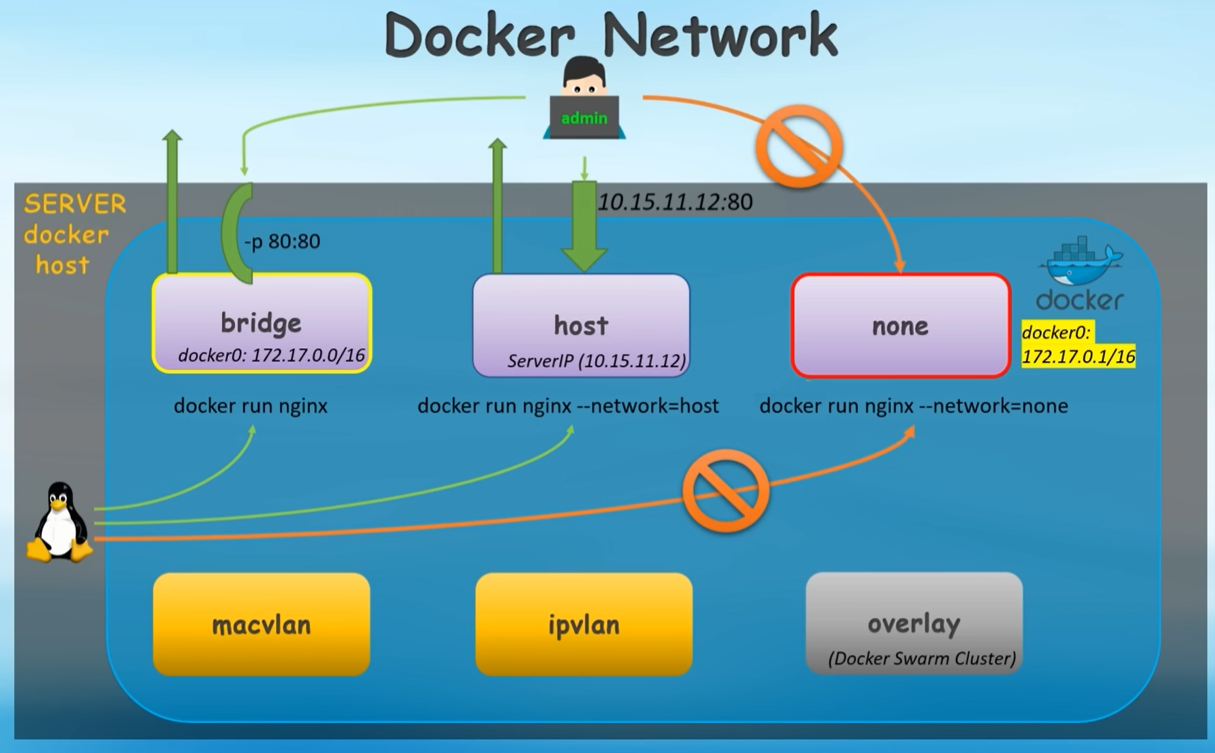 Docker Network
admin
SERVER
docker
host
10.15.11.12:80
-p 80:80
docker
bridge
docker0: 172.17.0.0/16
host
ServerIP (10.15.11.12)
none
docker0:
172.17.0.1/16
docker run nginx
docker run nginx --network=host
docker run nginx --network=none
macvlan
ipvlan
overlay
(Docker Swarm Cluster)